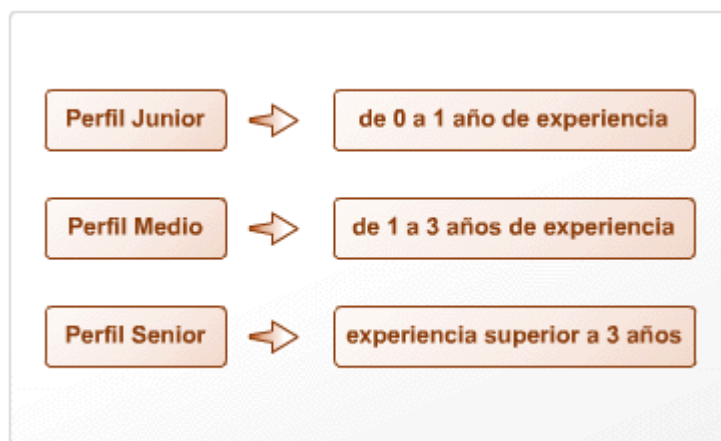 Perfil Junior
de 0 a 1 año de experiencia
Perfil Medio
de 1 a 3 años de experiencia
Perfil Senior
experiencia superior a 3 años